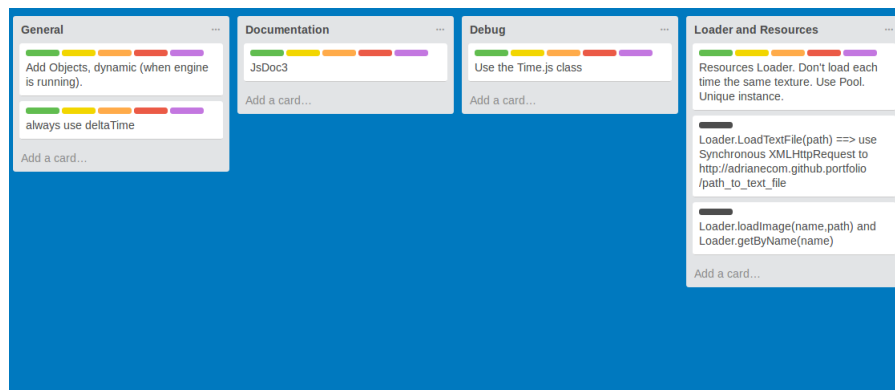 General
Add Objects, dynamic (when engine
is running).
always use deltaTime
Add a card…
Documentation
JsDoc3
Add a card…
Debug
Use the Time.js class
Add a card…
Loader and Resources
Resources Loader. Don't load each
time the same texture. Use Pool.
Unique instance.
Loader.LoadTextFile(path) ==> use
Synchronous XMLHttpRequest to
http://adrianecom.github.portfolio
/path_to_text_file
Loader.loadImage(name,path) and
Loader.getByName(name)
Add a card…